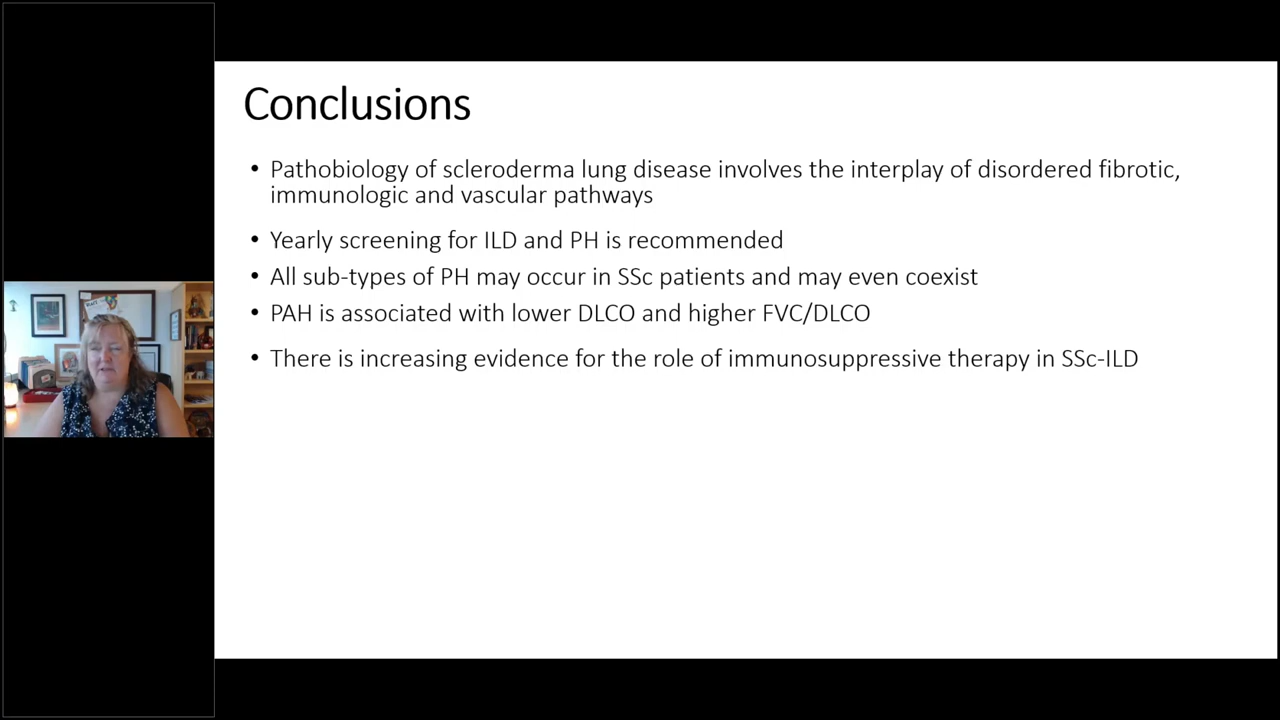 Conclusions
• Pathobiology of scleroderma lung disease involves the interplay of disordered fibrotic,
immunologic and vascular pathways
• Yearly screening for ILD and PH is recommended
• All sub-types of PH may occur in SSc patients and may even coexist
• PAH is associated with lower DLCO and higher FVC/DLCO
• There is increasing evidence for the role of immunosuppressive therapy in SSc-ILD